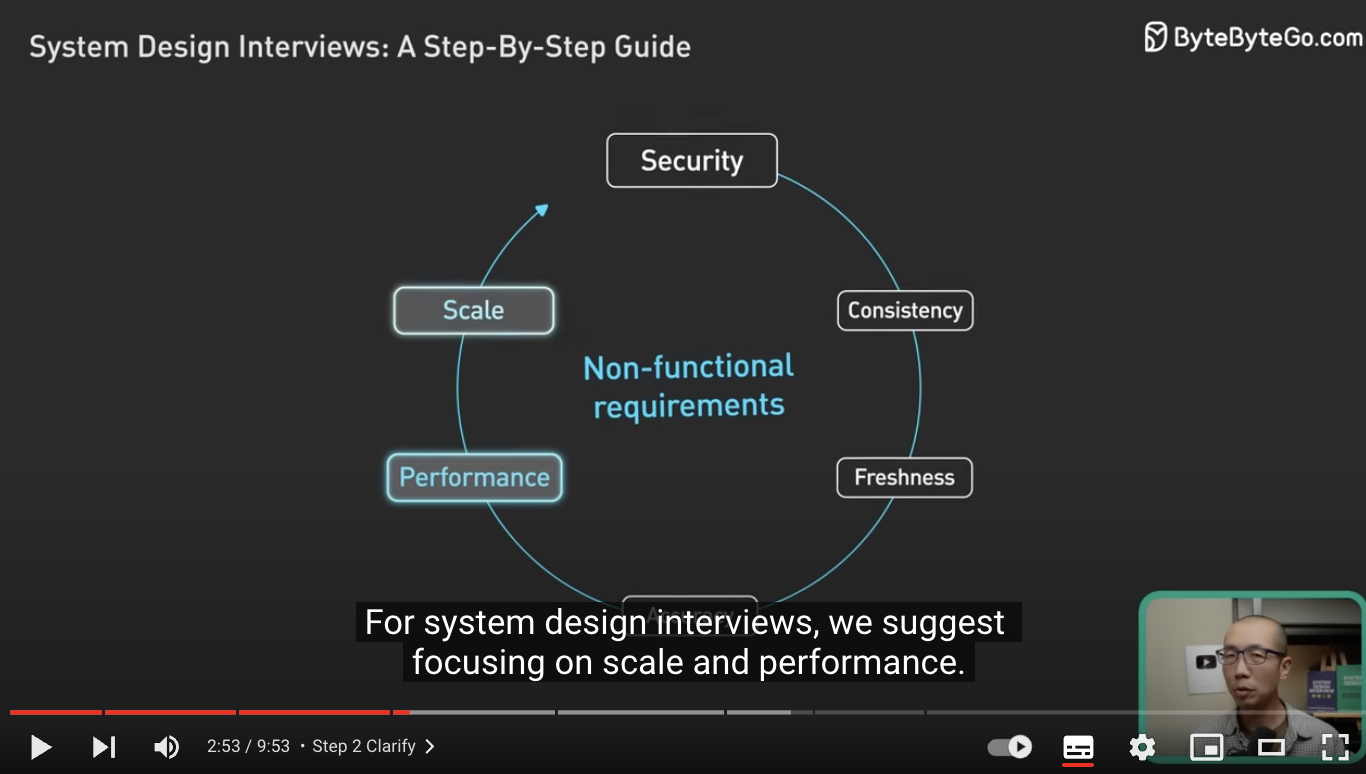 System Design Interviews: A Step-By-Step Guide
ByteByteGo.com
Security
Scale
Consistency
Non-functional
requirements
Performance
Freshness
Accuracy
For system design interviews, we suggest
focusing on scale and performance.
2:53 / 9:53 • Step 2 Clarify